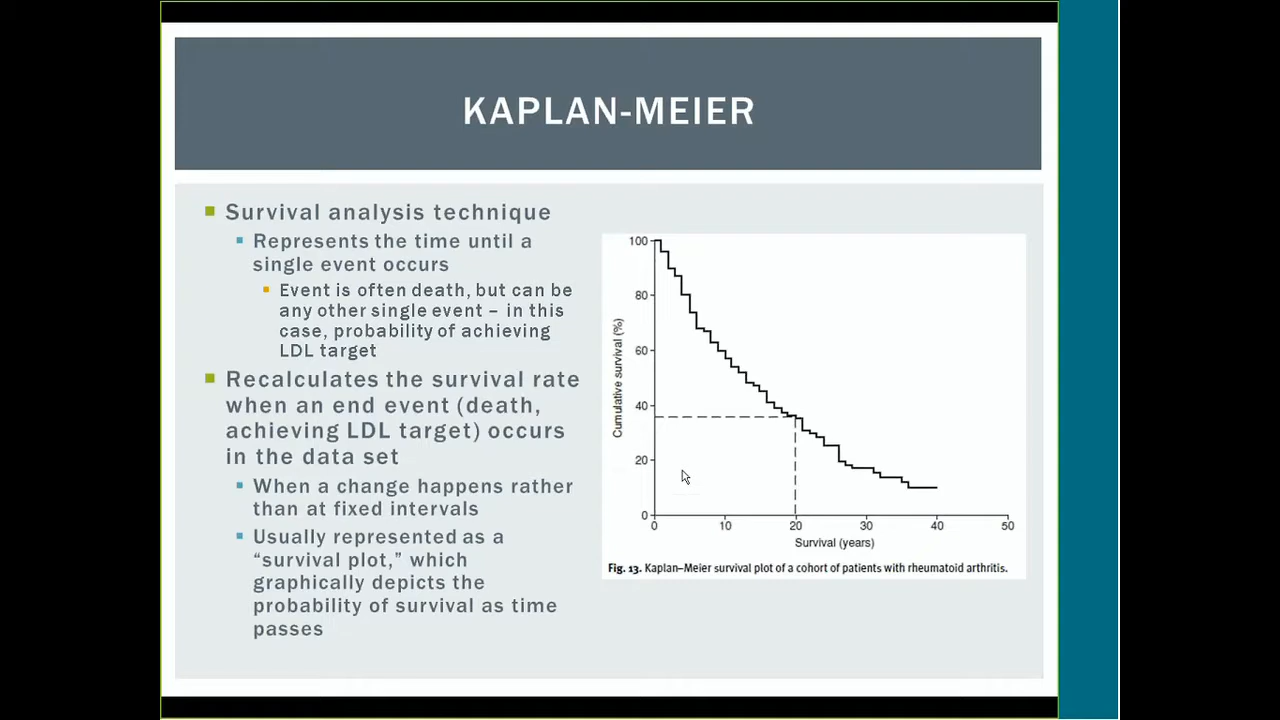 KAPLAN-MEIER
Survival analysis technique
Represents the time until a
single event occurs
Event is often death, but can be
any other single event – in this
case, probability of achieving
LDL target
Recalculates the survival rate
when an end event (death,
achieving LDL target) occurs
in the data set
When a change happens rather
than at fixed intervals
Usually represented as a
“survival plot,” which
graphically depicts the
probability of survival as time
passes
Cumulative survival (%)
100
80
60
40
20
0
0 10 20 30 40 50
Survival (years)
Fig. 13. Kaplan–Meier survival plot of a cohort of patients with rheumatoid arthritis.